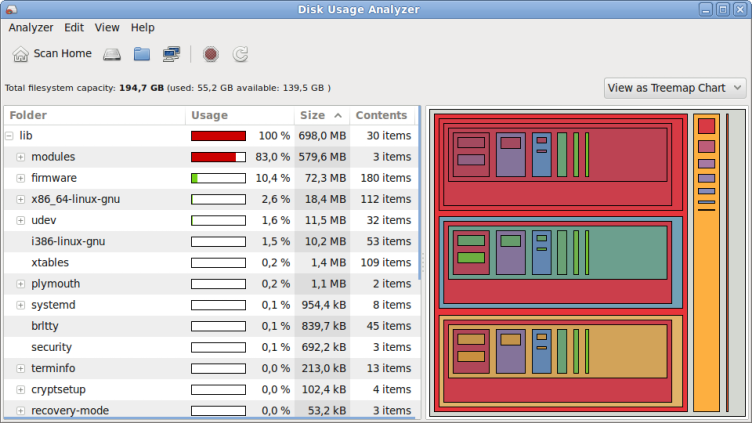 Disk Usage Analyzer
Analyzer Edit View Help
Scan Home
Total filesystem capacity: 194,7 GB (used: 55,2 GB available: 139,5 GB )
View as Treemap Chart
Folder Usage Size Contents
lib 100 % 698,0 MB 30 items
modules 83,0 % 579,6 MB 3 items
firmware 10,4 % 72,3 MB 180 items
x86_64-linux-gnu 2,6 % 18,4 MB 112 items
udev 1,6 % 11,5 MB 32 items
i386-linux-gnu 1,5 % 10,2 MB 53 items
xtables 0,2 % 1,4 MB 109 items
plymouth 0,2 % 1,1 MB 2 items
systemd 0,1 % 954,4 kB 8 items
brltty 0,1 % 839,7 kB 45 items
security 0,1 % 692,2 kB 3 items
terminfo 0,0 % 213,0 kB 13 items
cryptsetup 0,0 % 102,4 kB 4 items
recovery-mode 0,0 % 53,2 kB 3 items